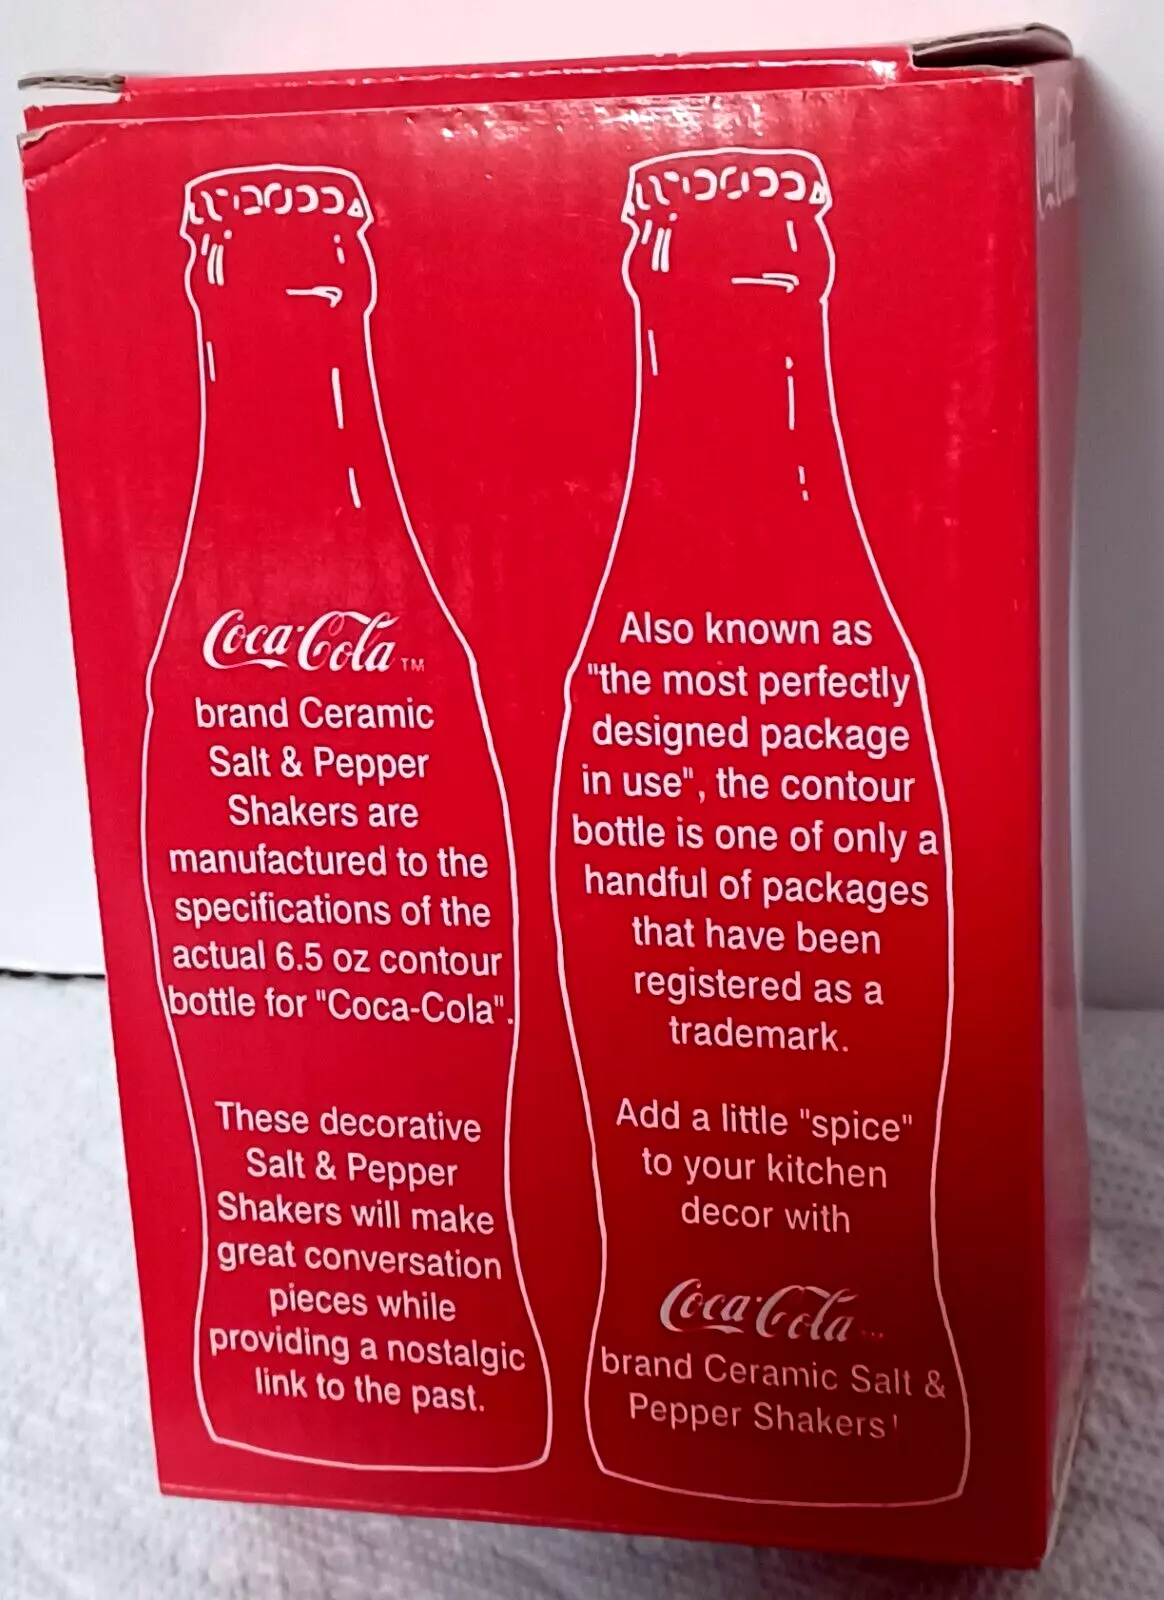 Coca-Cola TM
brand Ceramic
Salt & Pepper
Shakers are
manufactured to the
specifications of the
actual 6.5 oz contour
bottle for "Coca-Cola".
These decorative
Salt & Pepper
Shakers will make
great conversation
pieces while
providing a nostalgic
link to the past.
Also known as
"the most perfectly
designed package
in use", the contour
bottle is one of only a
handful of packages
that have been
registered as a
trademark.
Add a little "spice"
to your kitchen
decor with
Coca-Cola
brand Ceramic Salt &
Pepper Shakers!